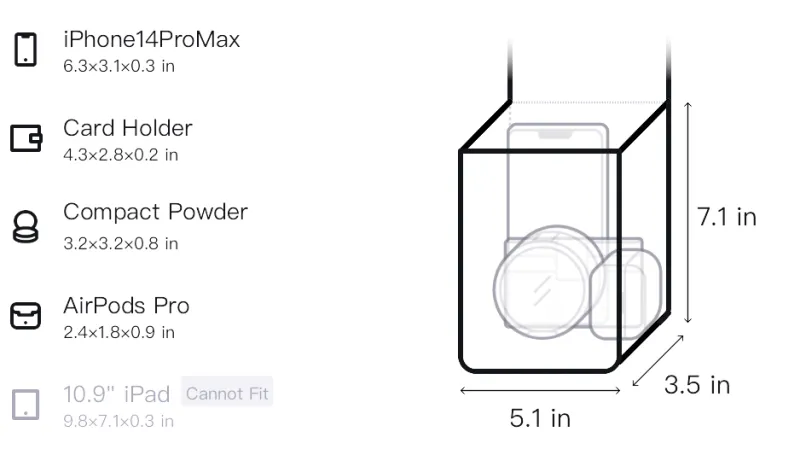 iPhone14ProMax
6.3×3.1×0.3 in
Card Holder
4.3×2.8×0.2 in
Compact Powder
3.2×3.2×0.8 in
AirPods Pro
2.4×1.8×0.9 in
10.9" iPad Cannot Fit
9.8×7.1×0.3 in
7.1 in
3.5 in
5.1 in